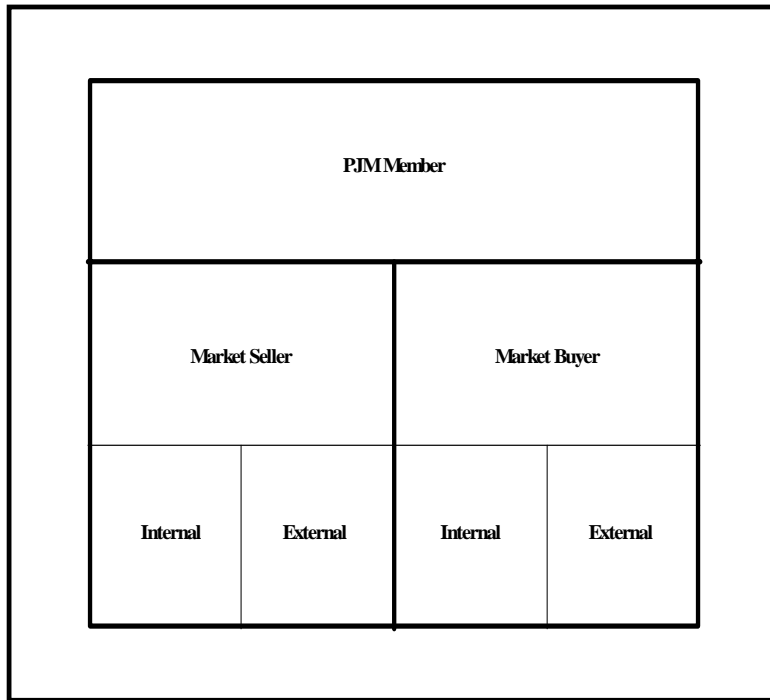 PJM Member
Market Seller
Market Buyer
Internal
External
Internal
External